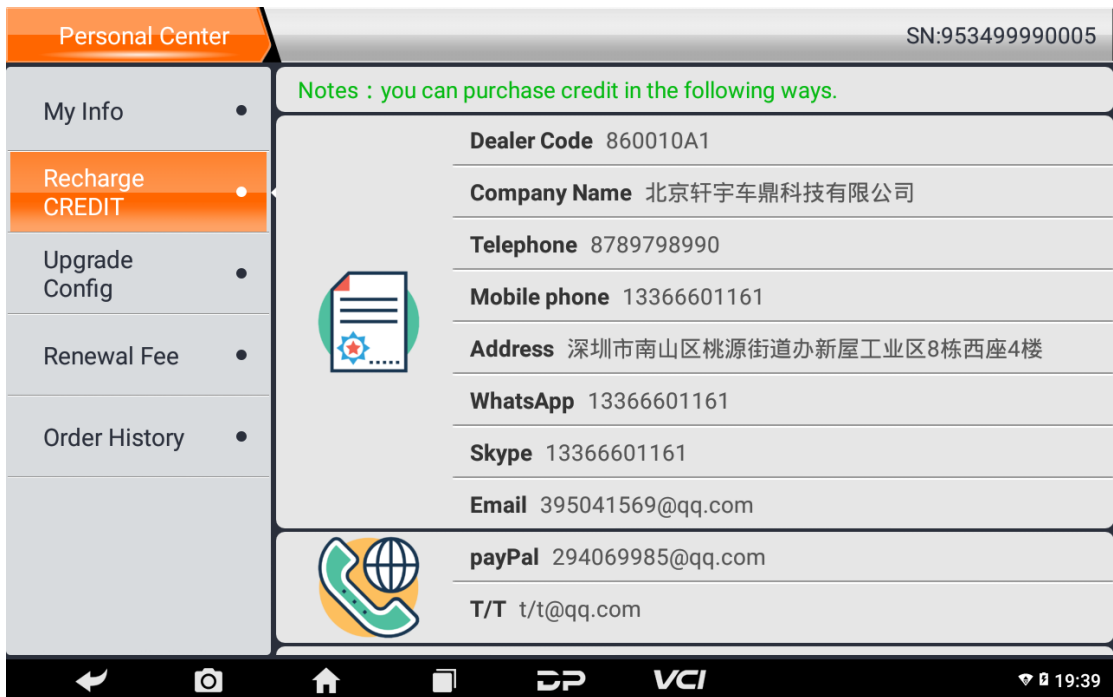 Personal Center
SN:953499990005
My Info
Recharge
CREDIT
Upgrade
Config
Renewal Fee
Order History
Notes：you can purchase credit in the following ways.
Dealer Code 860010A1
Company Name 北京轩宇车鼎科技有限公司
Telephone 8789798990
Mobile phone 13366601161
Address 深圳市南山区桃源街道办新屋工业区8栋西座4楼
WhatsApp 13366601161
Skype 13366601161
Email 395041569@qq.com
payPal 294069985@qq.com
T/T t/t@qq.com
DP
VCI
19:39